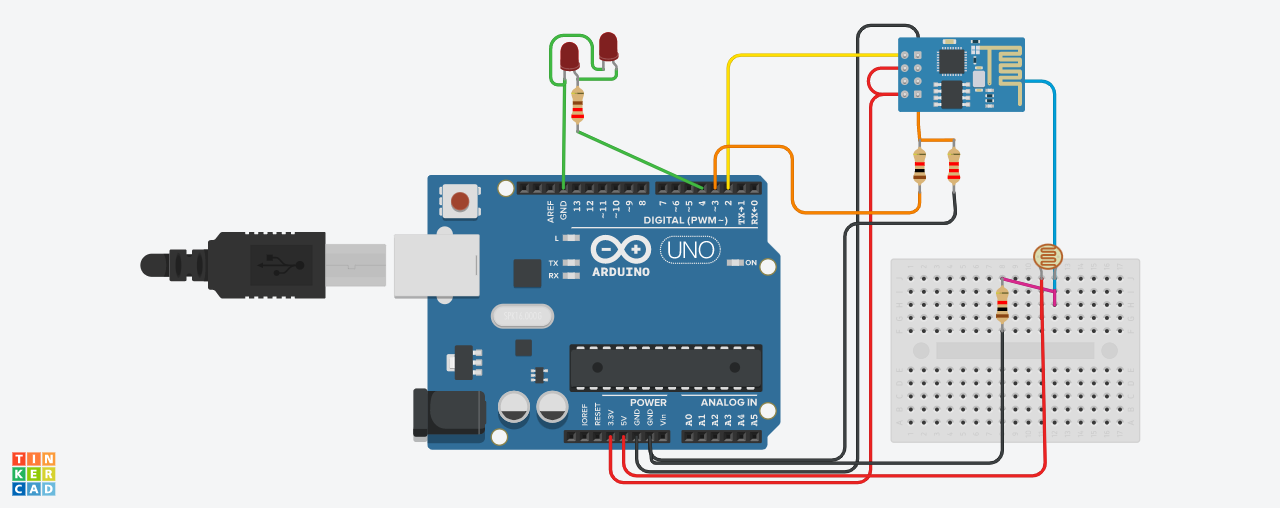 AREF
GND
13
12
~11
~10
~9
8
7
~6
~5
4
~3
2
TX→1
RX←0
DIGITAL (PWM~)
L
TX
RX
ARDUINO
UNO
ON
POWER
ANALOG IN
IOREF
RESET
3.3V
5V
GND
GND
Vin
A0
A1
A2
A3
A4
A5
TIN
KER
CAD